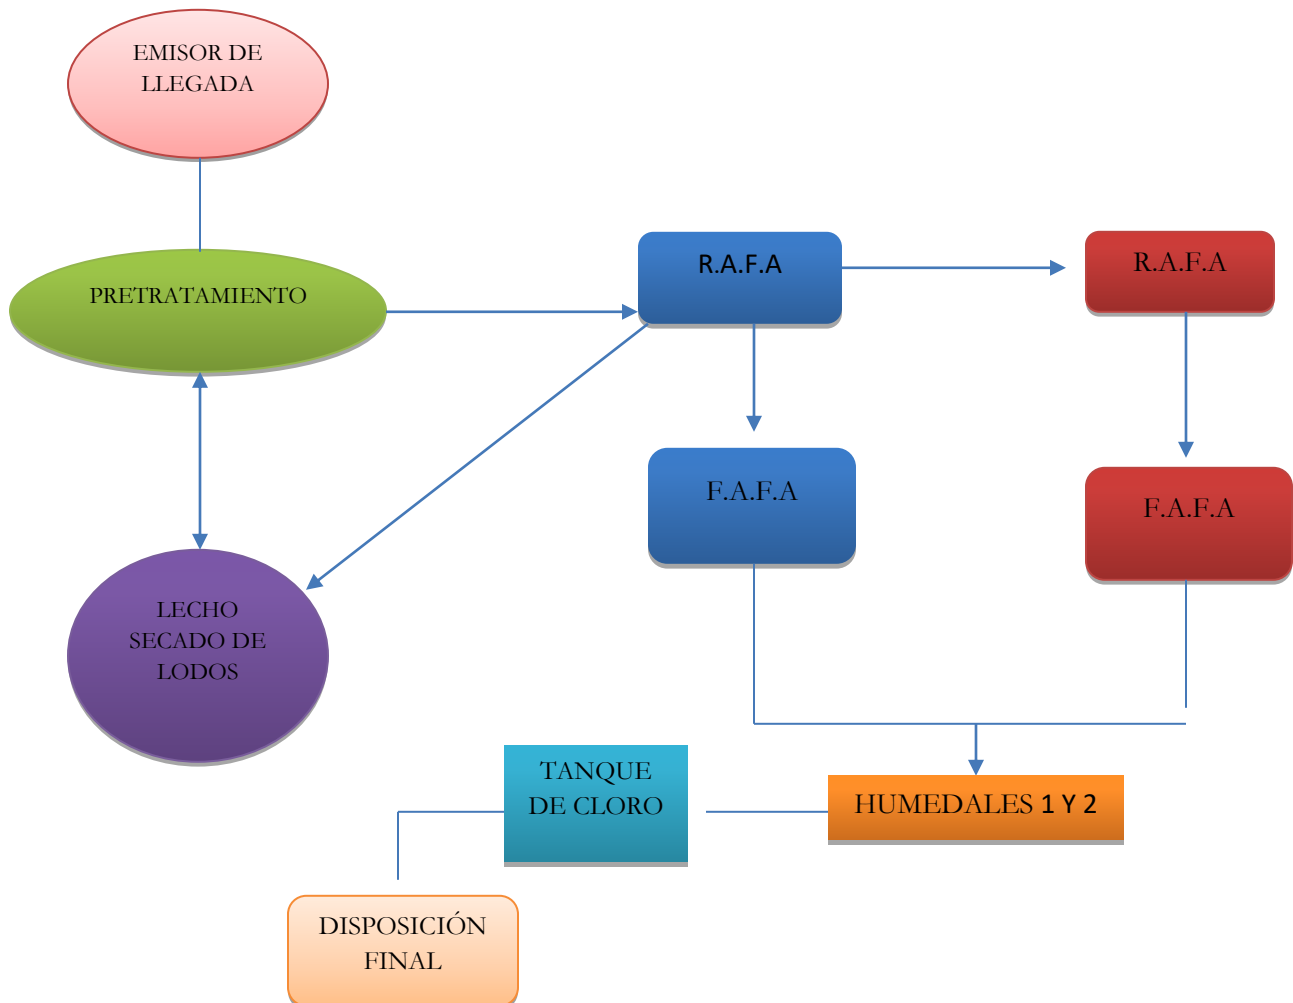 EMISOR DE
LLEGADA
PRETRATAMIENTO
R.A.F.A
R.A.F.A
F.A.F.A
F.A.F.A
LECHO
SECADO DE
LODOS
TANQUE
DE CLORO
HUMEDALES 1 Y 2
DISPOSICIÓN
FINAL